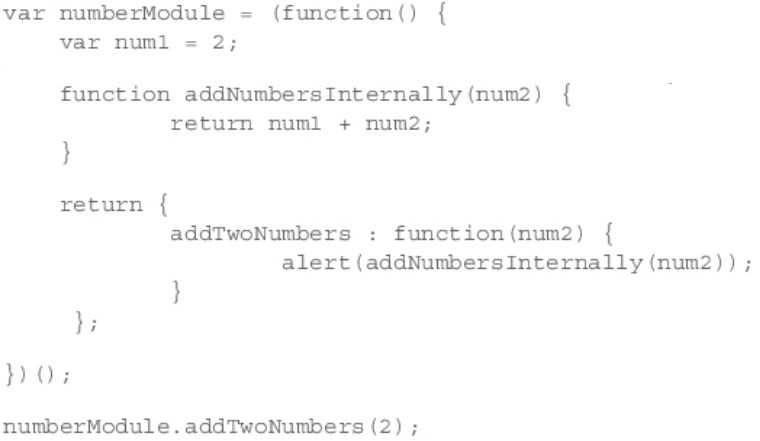 var numberModule = (function() {
var num1 = 2;
function addNumbersInternally(num2) {
return num1 + num2;
}
return {
addTwoNumbers : function(num2) {
alert(addNumbersInternally(num2));
}
};
})();
numberModule.addTwoNumbers(2);